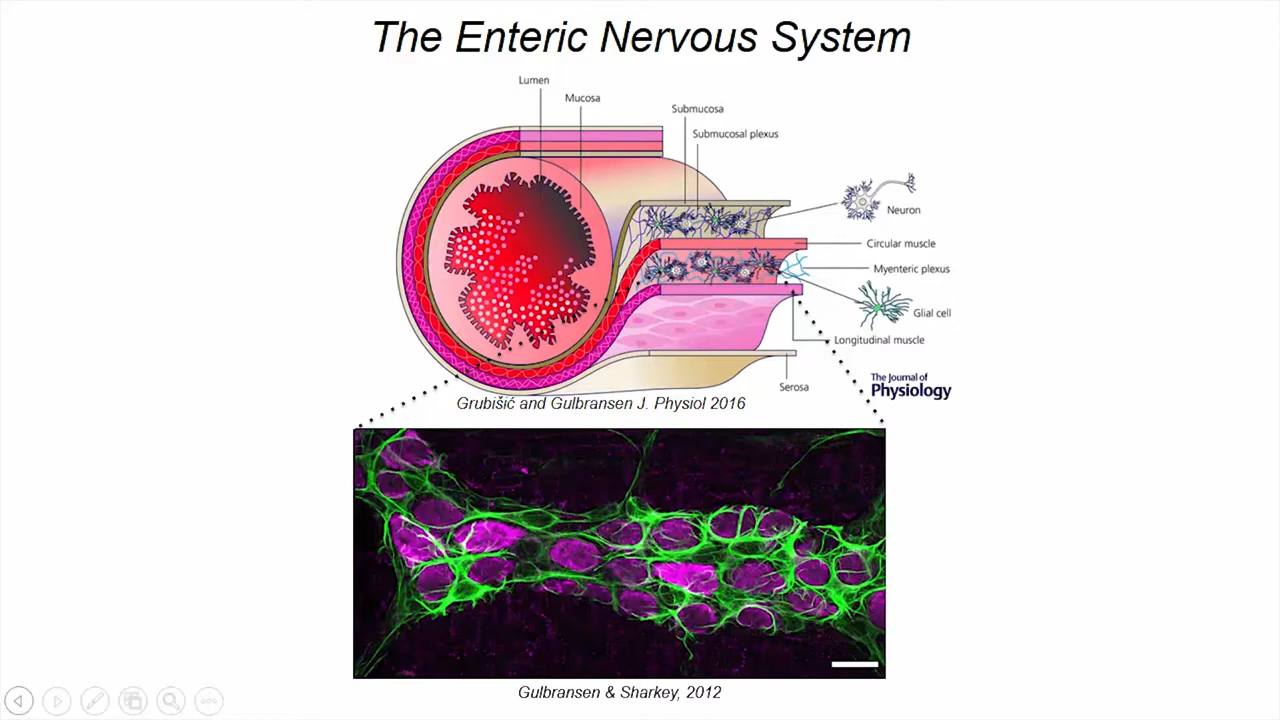 The Enteric Nervous System
Lumen
Mucosa
Submucosa
Submucosal plexus
Neuron
Circular muscle
Myenteric plexus
Glial cell
Longitudinal muscle
Serosa
The Journal of
Physiology
Grubišić and Gulbransen J. Physiol 2016
Gulbransen & Sharkey, 2012